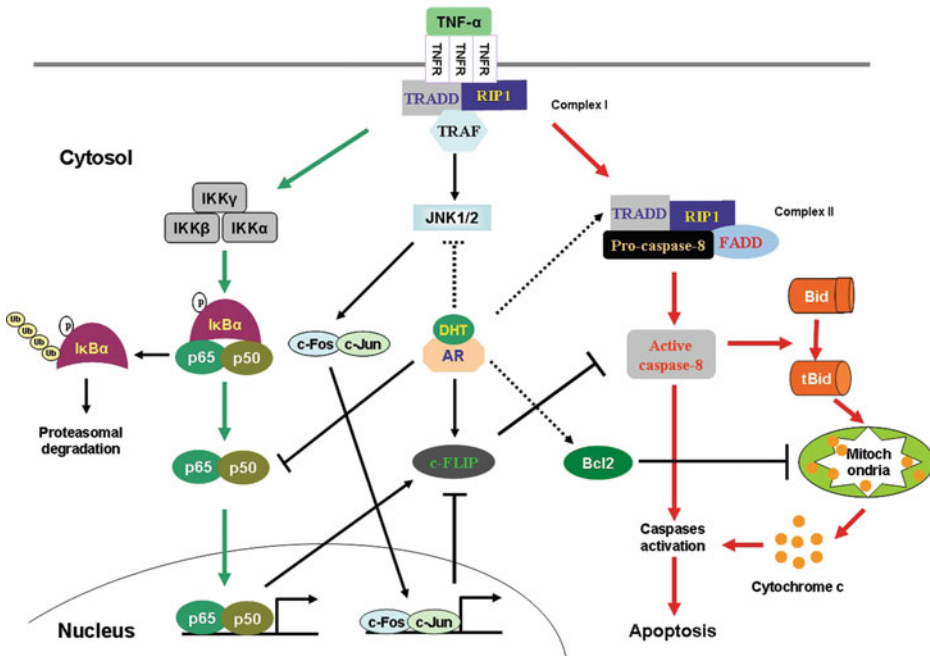 TNF-α
TNFR
TNFR
TNFR
TRADD
RIP1
Complex I
TRAF
Cytosol
IKKγ
IKKβ
IKKα
JNK1/2
TRADD
RIP1
Complex II
Pro-caspase-8
FADD
p
IκBα
p65
p50
Ub
Ub
Ub
Ub
p
IκBα
c-Fos
c-Jun
DHT
AR
Active
caspase-8
Bid
tBid
Proteasomal
degradation
p65
p50
c-FLIP
Bcl2
Mitoch
ondria
Caspases
activation
Cytochrome c
Nucleus
p65
p50
c-Fos
c-Jun
Apoptosis